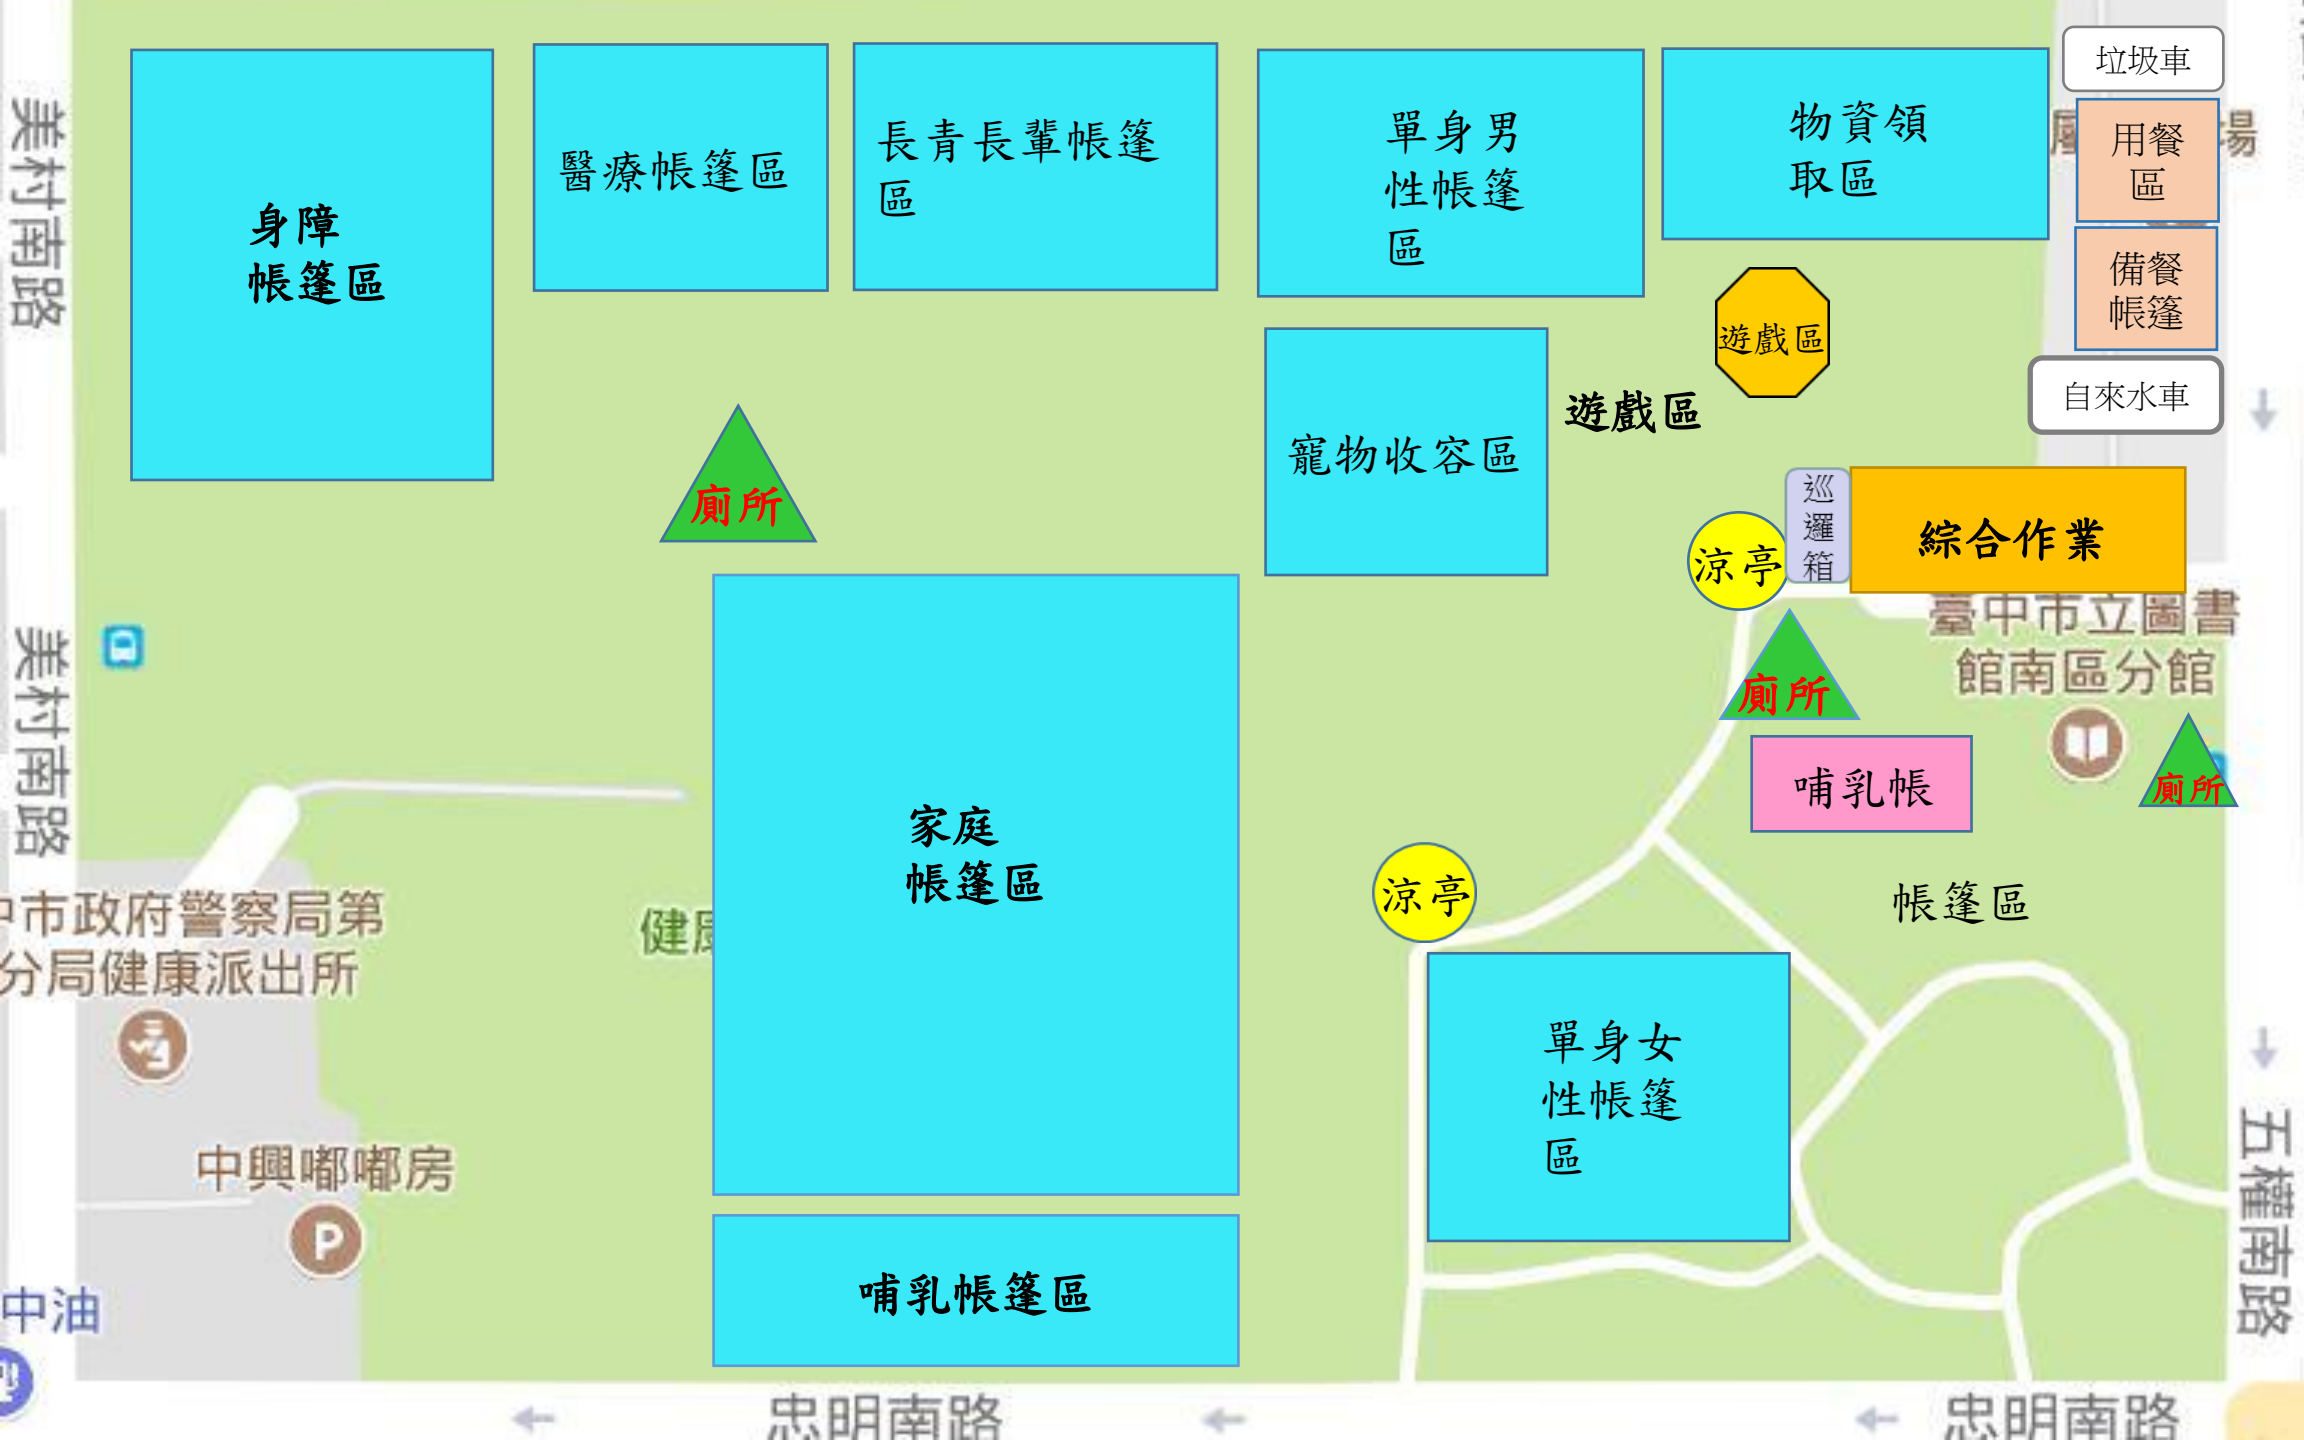 垃圾車
美村南路
身障
帳篷區
醫療帳篷區
長青長輩帳篷
區
單身男
性帳篷
區
物資領
取區
用餐
區
場
備餐
帳篷
遊戲區
遊戲區
自來水車
寵物收容區
廁所
巡
邏
箱
綜合作業
涼亭
臺中市立圖書
館南區分館
廁所
美村南路
哺乳帳
廁所
家庭
帳篷區
涼亭
帳篷區
中市政府警察局第
分局健康派出所
健康
單身女
性帳篷
區
中興嘟嘟房
P
五權南路
哺乳帳篷區
中油
忠明南路
忠明南路